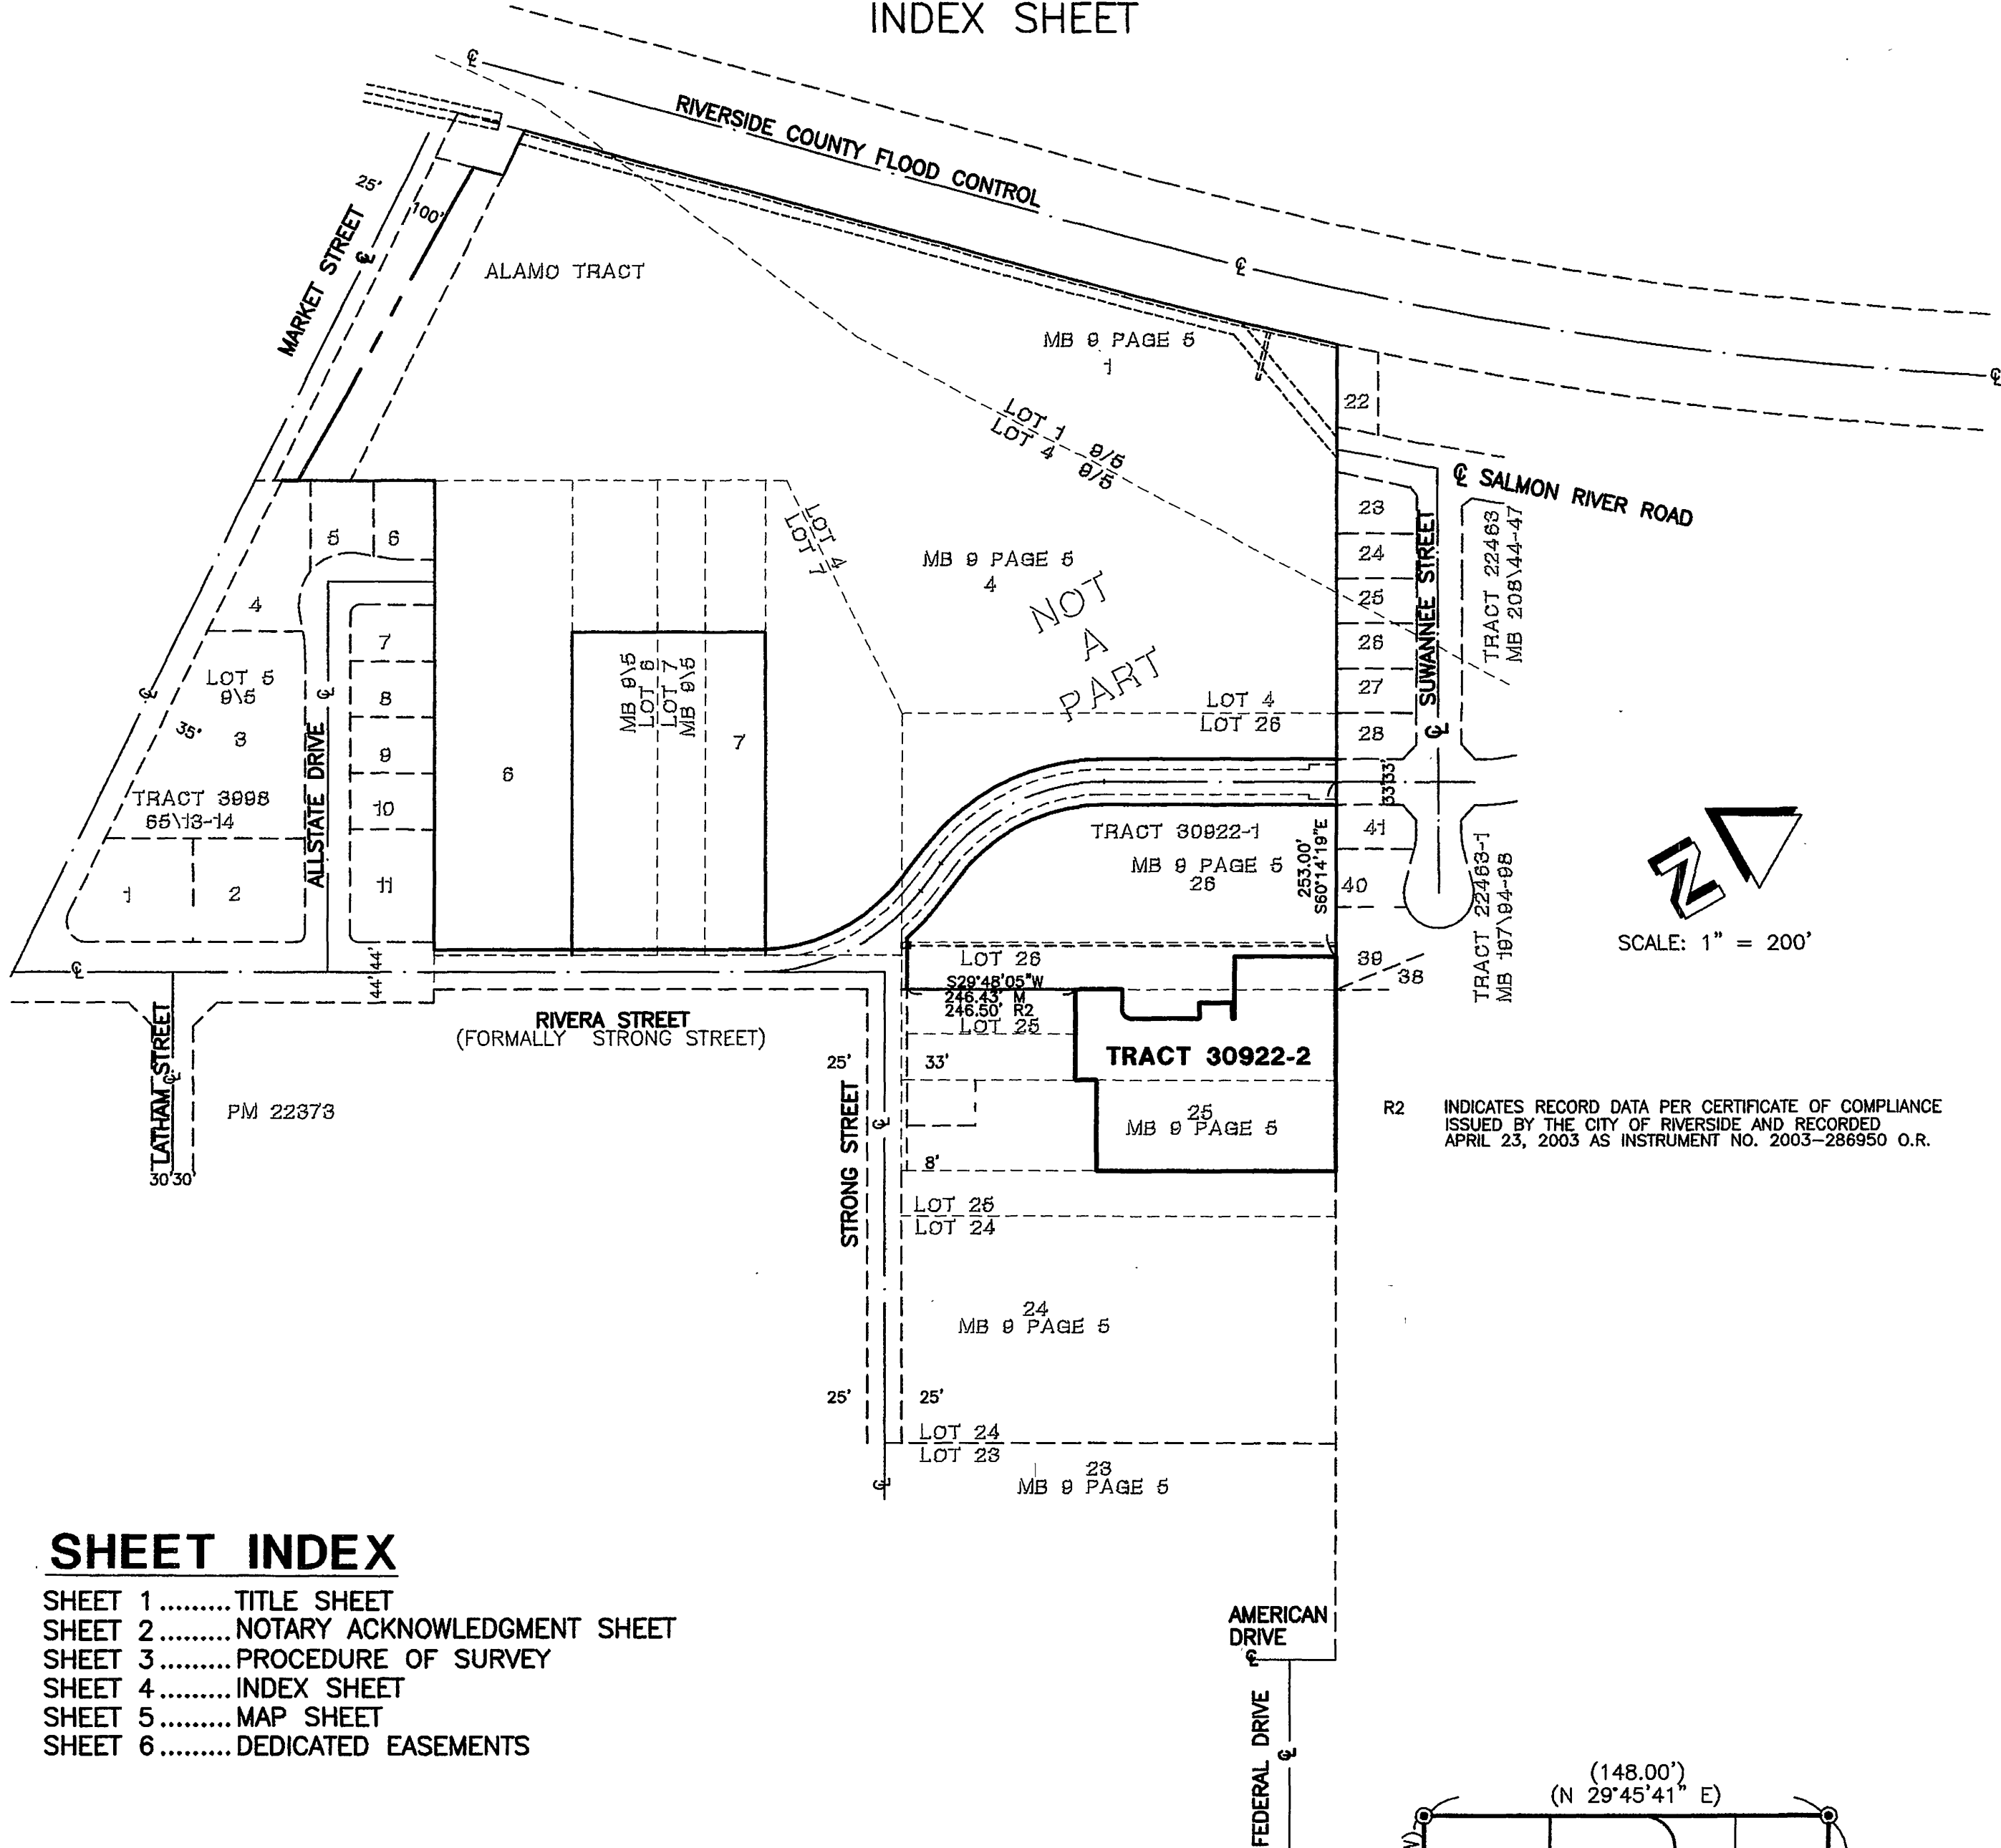 INDEX SHEET
℄
RIVERSIDE COUNTY FLOOD CONTROL
25'
100'
MARKET STREET
℄
ALAMO TRACT
℄
MB 9 PAGE 5
1
℄
22
LOT 1 9/5
LOT 4 9/5
℄ SALMON RIVER ROAD
5
6
LOT 4
LOT 7
23
24
25
26
27
28
SUWANNEE STREET
℄
TRACT 22463
MB 208\44-47
MB 9 PAGE 5
4
NOT
A
PART
4
7
8
9
10
11
LOT 5
9\5
℄
℄
35'
3
ALLSTATE DRIVE
MB 9\5
LOT 6
LOT 7
MB 9\5
7
6
LOT 4
LOT 26
33'33'
TRACT 3998
65\13-14
1
2
TRACT 30922-1
MB 9 PAGE 5
26
253.00'
S60°14'19"E
41
40
39
38
TRACT 22463-1
MB 197\94-98
N
SCALE: 1" = 200'
℄
44'44'
LOT 26
S29°48'05"W
246.43' M
246.50' R2
LOT 25
RIVERA STREET
(FORMALLY STRONG STREET)
LATHAM STREET
℄
30'30'
PM 22373
25'
33'
TRACT 30922-2
STRONG STREET
℄
25
MB 9 PAGE 5
8'
R2 INDICATES RECORD DATA PER CERTIFICATE OF COMPLIANCE
ISSUED BY THE CITY OF RIVERSIDE AND RECORDED
APRIL 23, 2003 AS INSTRUMENT NO. 2003-286950 O.R.
LOT 25
LOT 24
24
MB 9 PAGE 5
25'
25'
LOT 24
LOT 23
23
MB 9 PAGE 5
℄
SHEET INDEX
SHEET 1.........TITLE SHEET
SHEET 2.........NOTARY ACKNOWLEDGMENT SHEET
SHEET 3.........PROCEDURE OF SURVEY
SHEET 4.........INDEX SHEET
SHEET 5.........MAP SHEET
SHEET 6.........DEDICATED EASEMENTS
AMERICAN
DRIVE
℄
FEDERAL DRIVE
℄
(148.00')
(N 29°45'41" E)